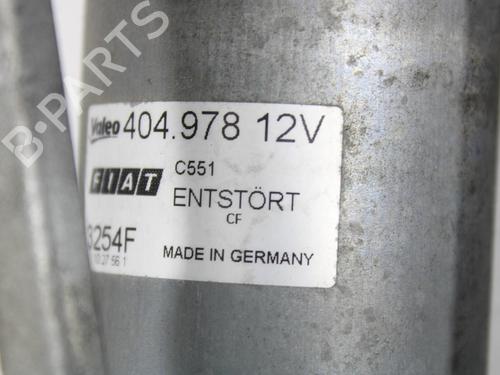 B-PARTS
Valeo 404.978 12V
FIAT C551
ENTSTÖRT
CF
3254F
MADE IN GERMANY